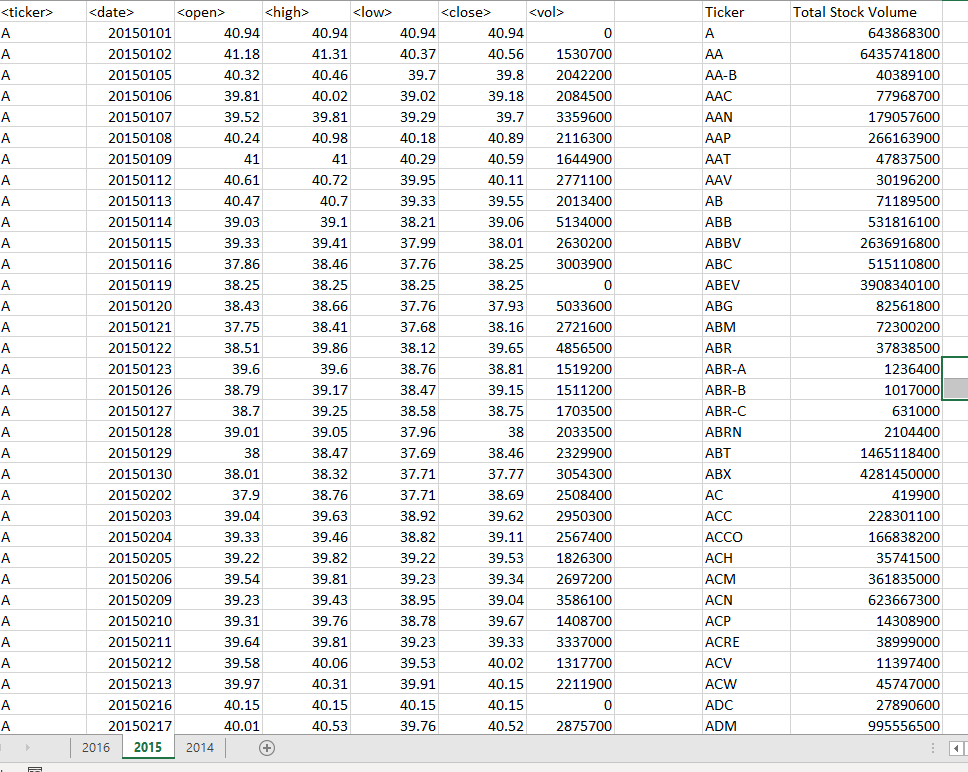 <ticker> <date> <open> <high> <low> <close> <vol> Ticker Total Stock Volume
A 20150101 40.94 40.94 40.94 40.94 0 A 643868300
A 20150102 41.18 41.31 40.37 40.56 1530700 AA 6435741800
A 20150105 40.32 40.46 39.7 39.8 2042200 AA-B 40389100
A 20150106 39.81 40.02 39.02 39.18 2084500 AAC 77968700
A 20150107 39.52 39.81 39.29 39.7 3359600 AAN 179057600
A 20150108 40.24 40.98 40.18 40.89 2116300 AAP 266163900
A 20150109 41 41 40.29 40.59 1644900 AAT 47837500
A 20150112 40.61 40.72 39.95 40.11 2771100 AAV 30196200
A 20150113 40.47 40.7 39.33 39.55 2013400 AB 71189500
A 20150114 39.03 39.1 38.21 39.06 5134000 ABB 531816100
A 20150115 39.33 39.41 37.99 38.01 2630200 ABBV 2636916800
A 20150116 37.86 38.46 37.76 38.25 3003900 ABC 515110800
A 20150119 38.25 38.25 38.25 38.25 0 ABEV 3908340100
A 20150120 38.43 38.66 37.76 37.93 5033600 ABG 82561800
A 20150121 37.75 38.41 37.68 38.16 2721600 ABM 72300200
A 20150122 38.51 39.86 38.12 39.65 4856500 ABR 37838500
A 20150123 39.6 39.6 38.76 38.81 1519200 ABR-A 1236400
A 20150126 38.79 39.17 38.47 39.15 1511200 ABR-B 1017000
A 20150127 38.7 39.25 38.58 38.75 1703500 ABR-C 631000
A 20150128 39.01 39.05 37.96 38 2033500 ABRN 2104400
A 20150129 38 38.47 37.69 38.46 2329900 ABT 1465118400
A 20150130 38.01 38.32 37.71 37.77 3054300 ABX 4281450000
A 20150202 37.9 38.76 37.71 38.69 2508400 AC 419900
A 20150203 39.04 39.63 38.92 39.62 2950300 ACC 228301100
A 20150204 39.33 39.46 38.82 39.11 2567400 ACCO 166838200
A 20150205 39.22 39.82 39.22 39.53 1826300 ACH 35741500
A 20150206 39.54 39.81 39.23 39.34 2697200 ACM 361835000
A 20150209 39.23 39.43 38.95 39.04 3586100 ACN 623667300
A 20150210 39.31 39.76 38.78 39.67 1408700 ACP 14308900
A 20150211 39.64 39.81 39.23 39.33 3337000 ACRE 38999000
A 20150212 39.58 40.06 39.53 40.02 1317700 ACV 11397400
A 20150213 39.97 40.31 39.91 40.15 2211900 ACW 45747000
A 20150216 40.15 40.15 40.15 40.15 0 ADC 27890600
A 20150217 40.01 40.53 39.76 40.52 2875700 ADM 995556500
2016 2015 2014